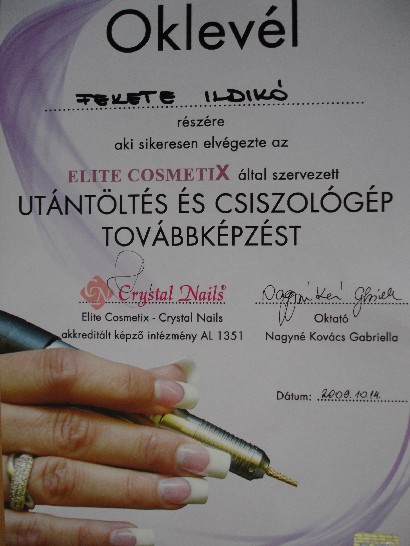 Oklevél
FEKETE ILDIKÓ
részére
aki sikeresen elvégezte az
ELITE COSMETIX által szervezett
UTÁNTÖLTÉS ÉS CSISZOLÓGÉP
TOVÁBBKÉPZÉST
Crystal Nails®
Elite Cosmetix - Crystal Nails
akkreditált képző intézmény AL 1351
Oktató
Nagyné Kovács Gabriella
Dátum: 2009.10.14.